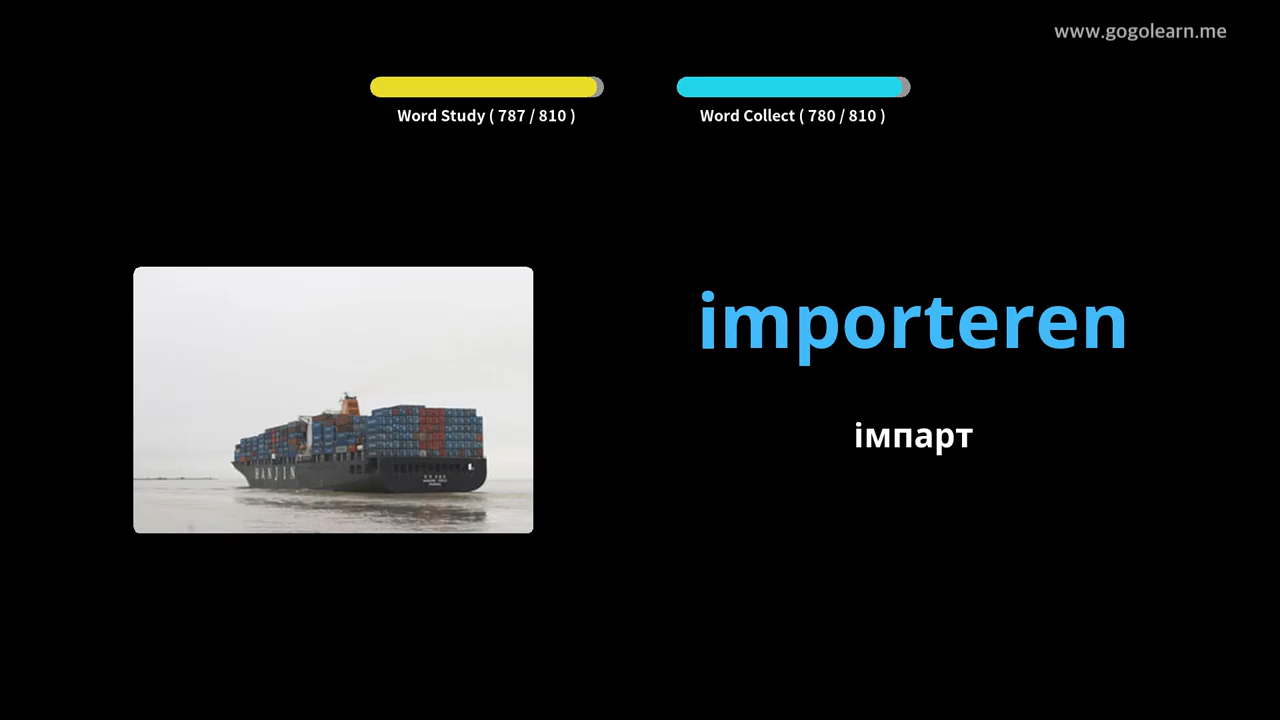 www.gogolearn.me
Word Study ( 787 / 810 )
Word Collect ( 780 / 810 )
importeren
імпарт
HANJIN